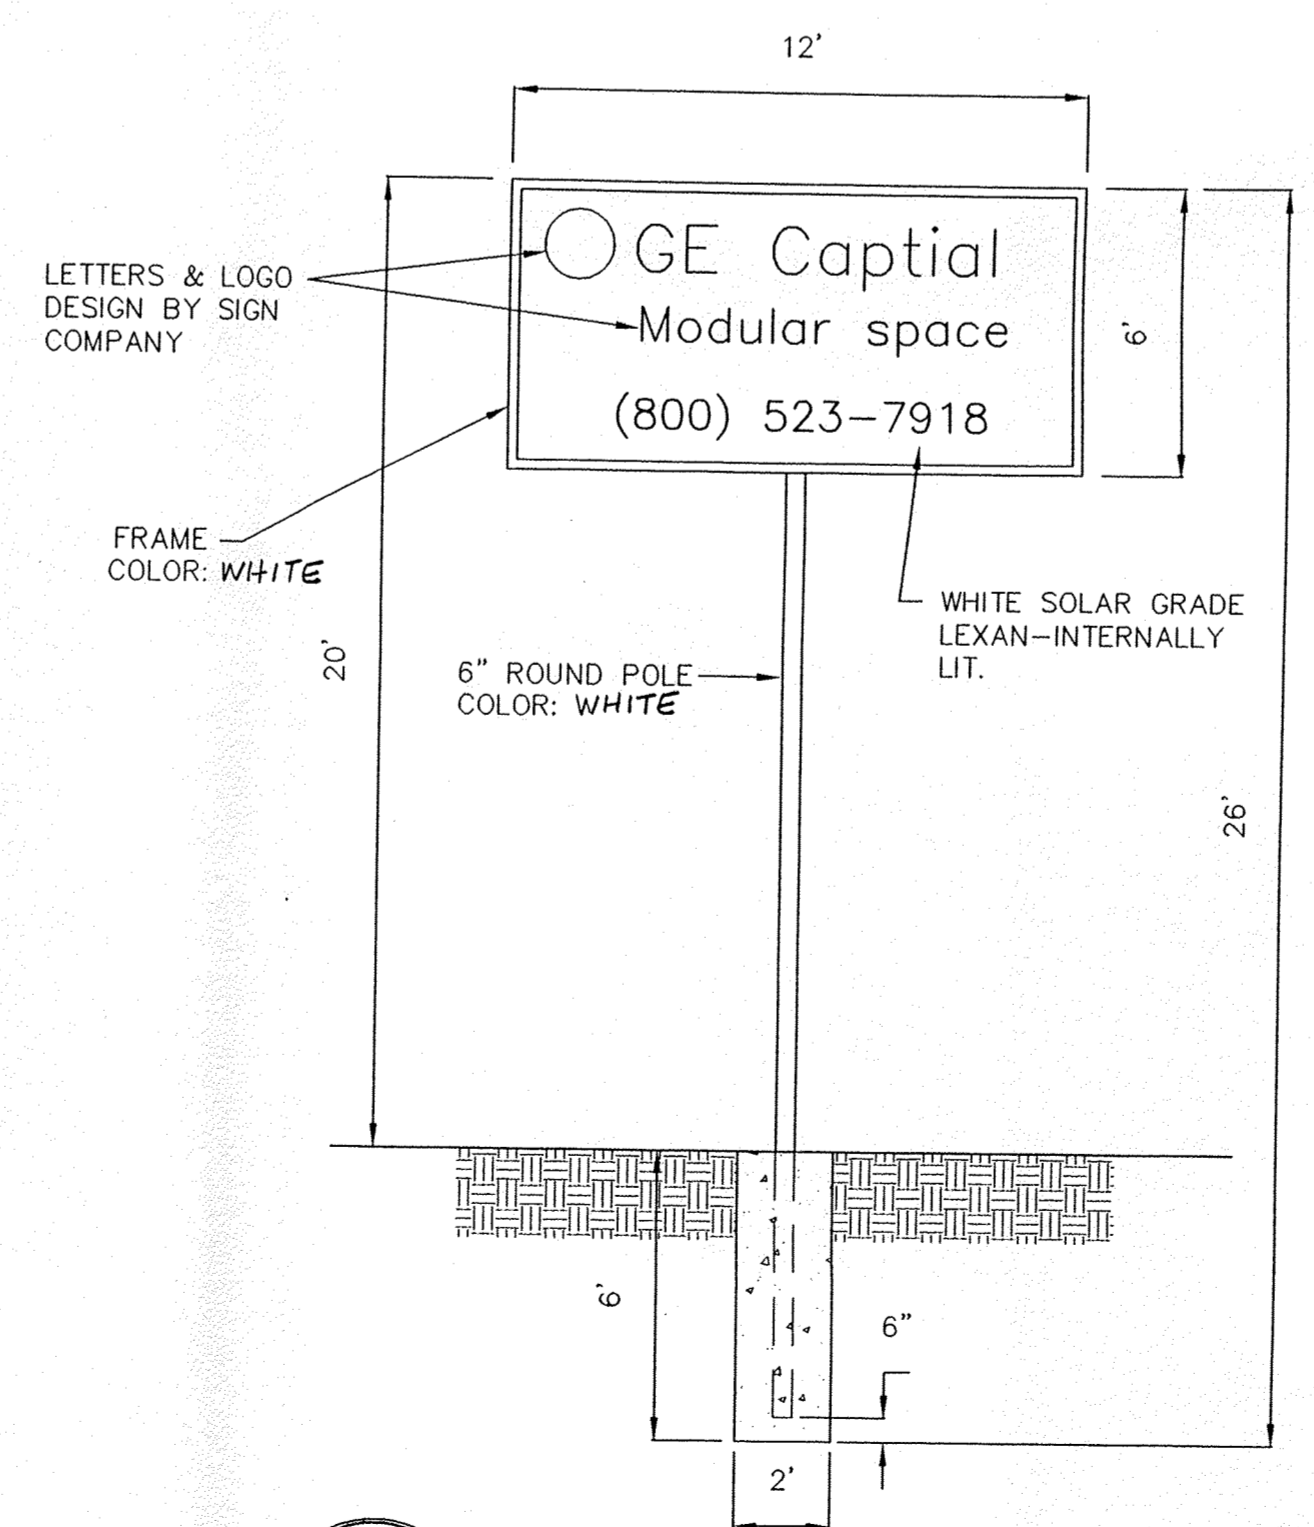 12'
GE Captial
Modular space
(800) 523-7918
LETTERS & LOGO
DESIGN BY SIGN
COMPANY
6'
FRAME
COLOR: WHITE
WHITE SOLAR GRADE
LEXAN-INTERNALLY
LIT.
20'
6" ROUND POLE
COLOR: WHITE
26'
6'
6"
2'